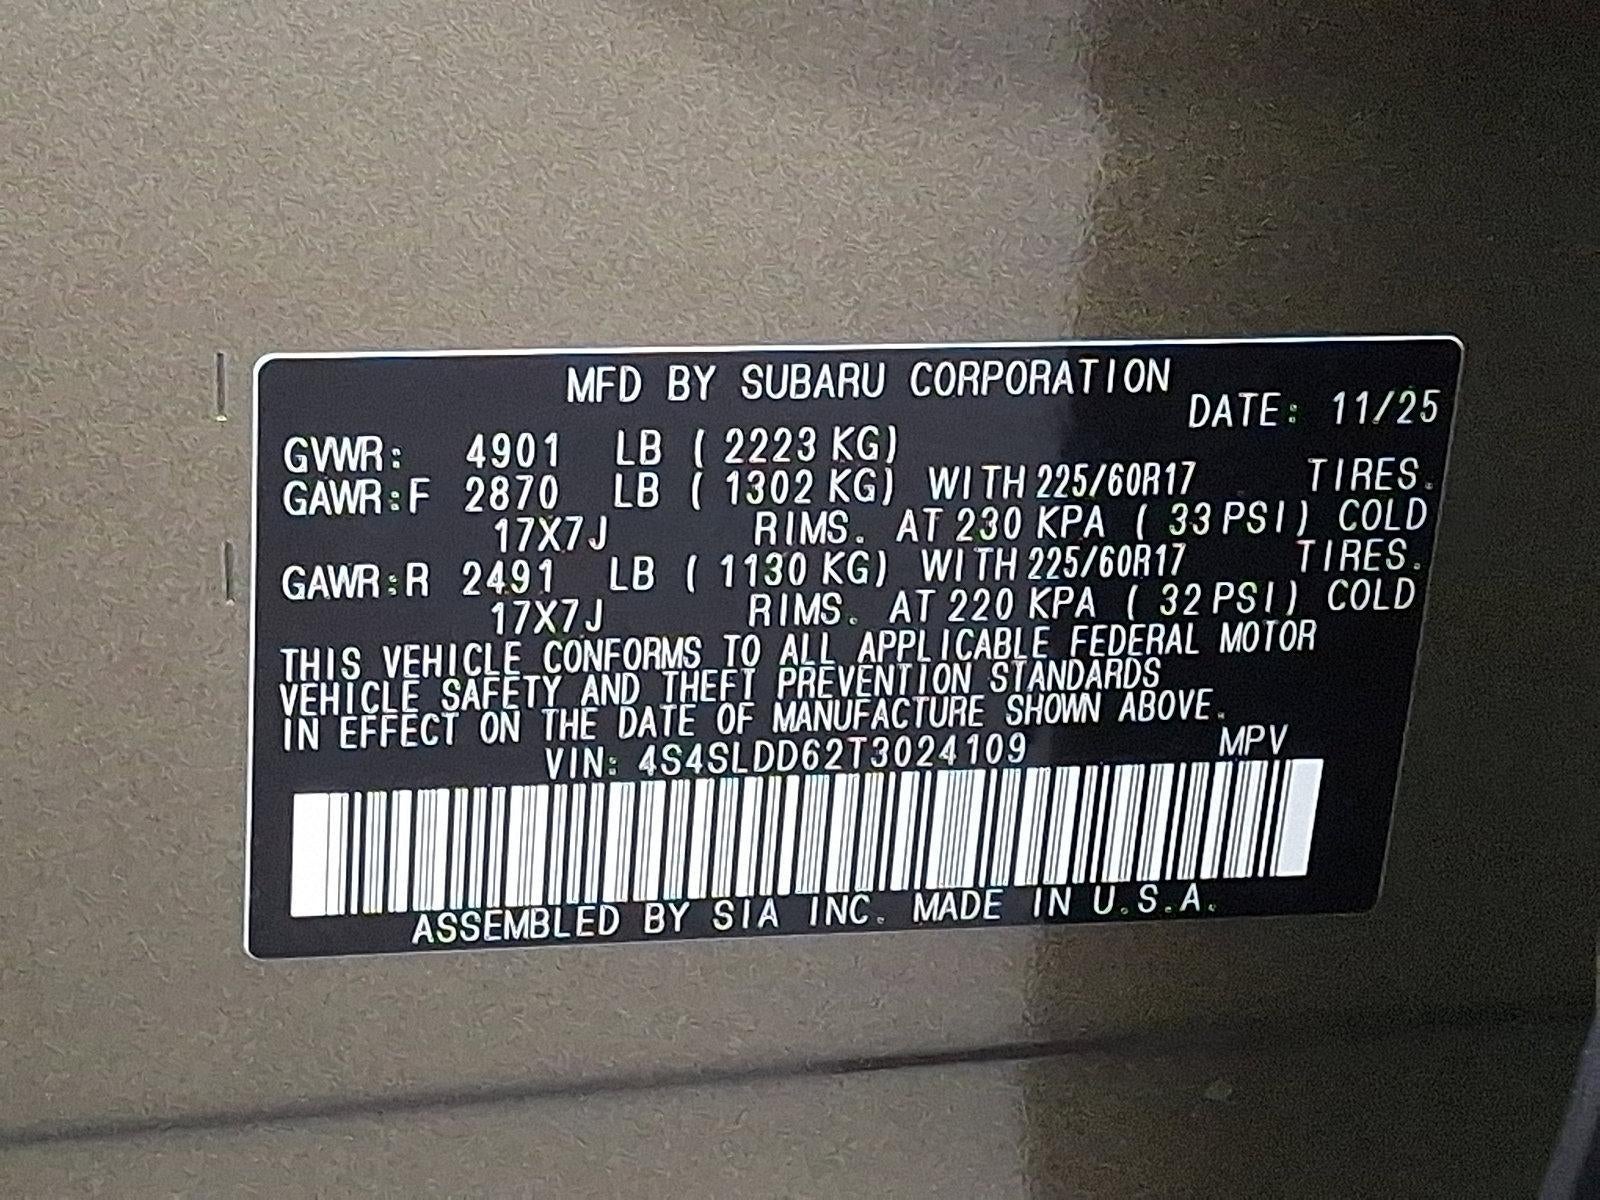 MFD BY SUBARU CORPORATION
DATE: 11/25
GVWR: 4901 LB ( 2223 KG)
GAWR:F 2870 LB ( 1302 KG) WITH 225/60R17 TIRES.
17X7J RIMS. AT 230 KPA ( 33 PSI) COLD
GAWR:R 2491 LB ( 1130 KG) WITH 225/60R17 TIRES.
17X7J RIMS. AT 220 KPA ( 32 PSI) COLD
THIS VEHICLE CONFORMS TO ALL APPLICABLE FEDERAL MOTOR
VEHICLE SAFETY AND THEFT PREVENTION STANDARDS
IN EFFECT ON THE DATE OF MANUFACTURE SHOWN ABOVE.
VIN: 4S4SLDD62T3024109 MPV
ASSEMBLED BY SIA INC. MADE IN U.S.A.